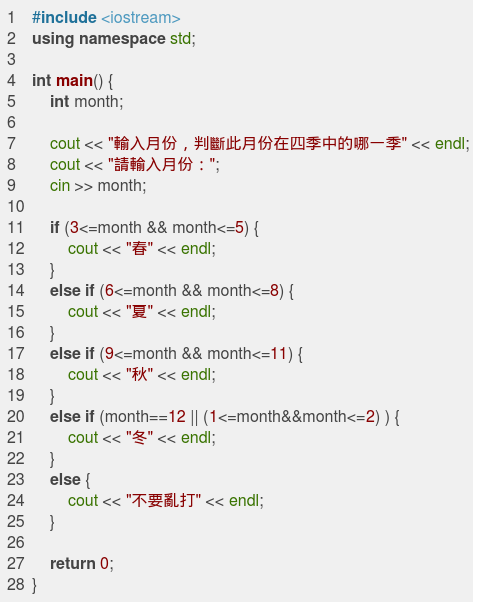 1 #include <iostream>
2 using namespace std;
3
4 int main() {
5     int month;
6
7     cout << "輸入月份，判斷此月份在四季中的哪一季" << endl;
8     cout << "請輸入月份：";
9     cin >> month;
10
11     if (3<=month && month<=5) {
12         cout << "春" << endl;
13     }
14     else if (6<=month && month<=8) {
15         cout << "夏" << endl;
16     }
17     else if (9<=month && month<=11) {
18         cout << "秋" << endl;
19     }
20     else if (month==12 || (1<=month&&month<=2) ) {
21         cout << "冬" << endl;
22     }
23     else {
24         cout << "不要亂打" << endl;
25     }
26
27     return 0;
28 }